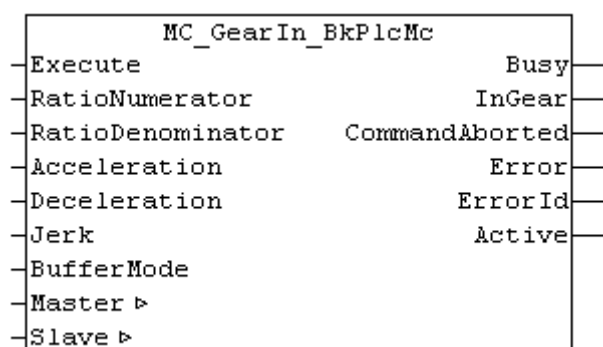 MC_GearIn_BkPlcMc
Execute Busy
RatioNumerator InGear
RatioDenominator CommandAborted
Acceleration Error
Deceleration ErrorId
Jerk Active
BufferMode
Master ▷
Slave ▷